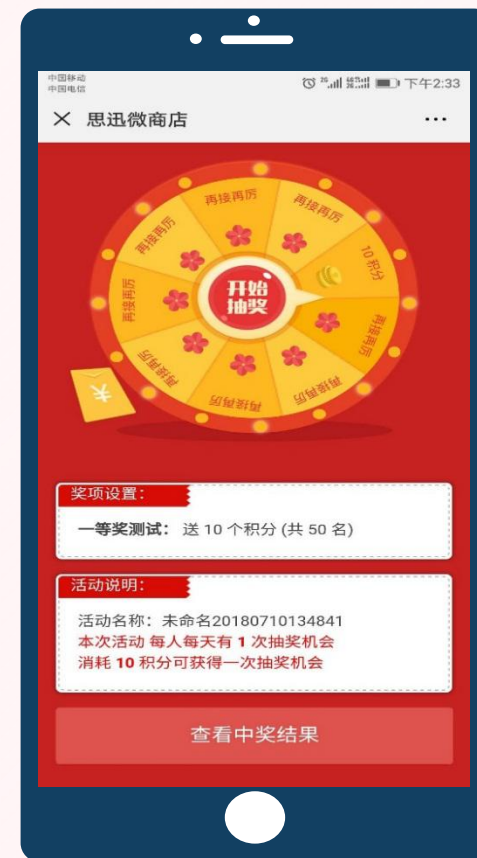 中国移动
中国电信
下午2:33
思迅微商店
再接再厉
再接再厉
10积分
再接再厉
再接再厉
再接再厉
再接再厉
再接再厉
再接再厉
开始
抽奖
奖项设置：
一等奖测试： 送 10 个积分 (共 50 名)
活动说明：
活动名称：未命名20180710134841
本次活动 每人每天有 1 次抽奖机会
消耗 10 积分可获得一次抽奖机会
查看中奖结果